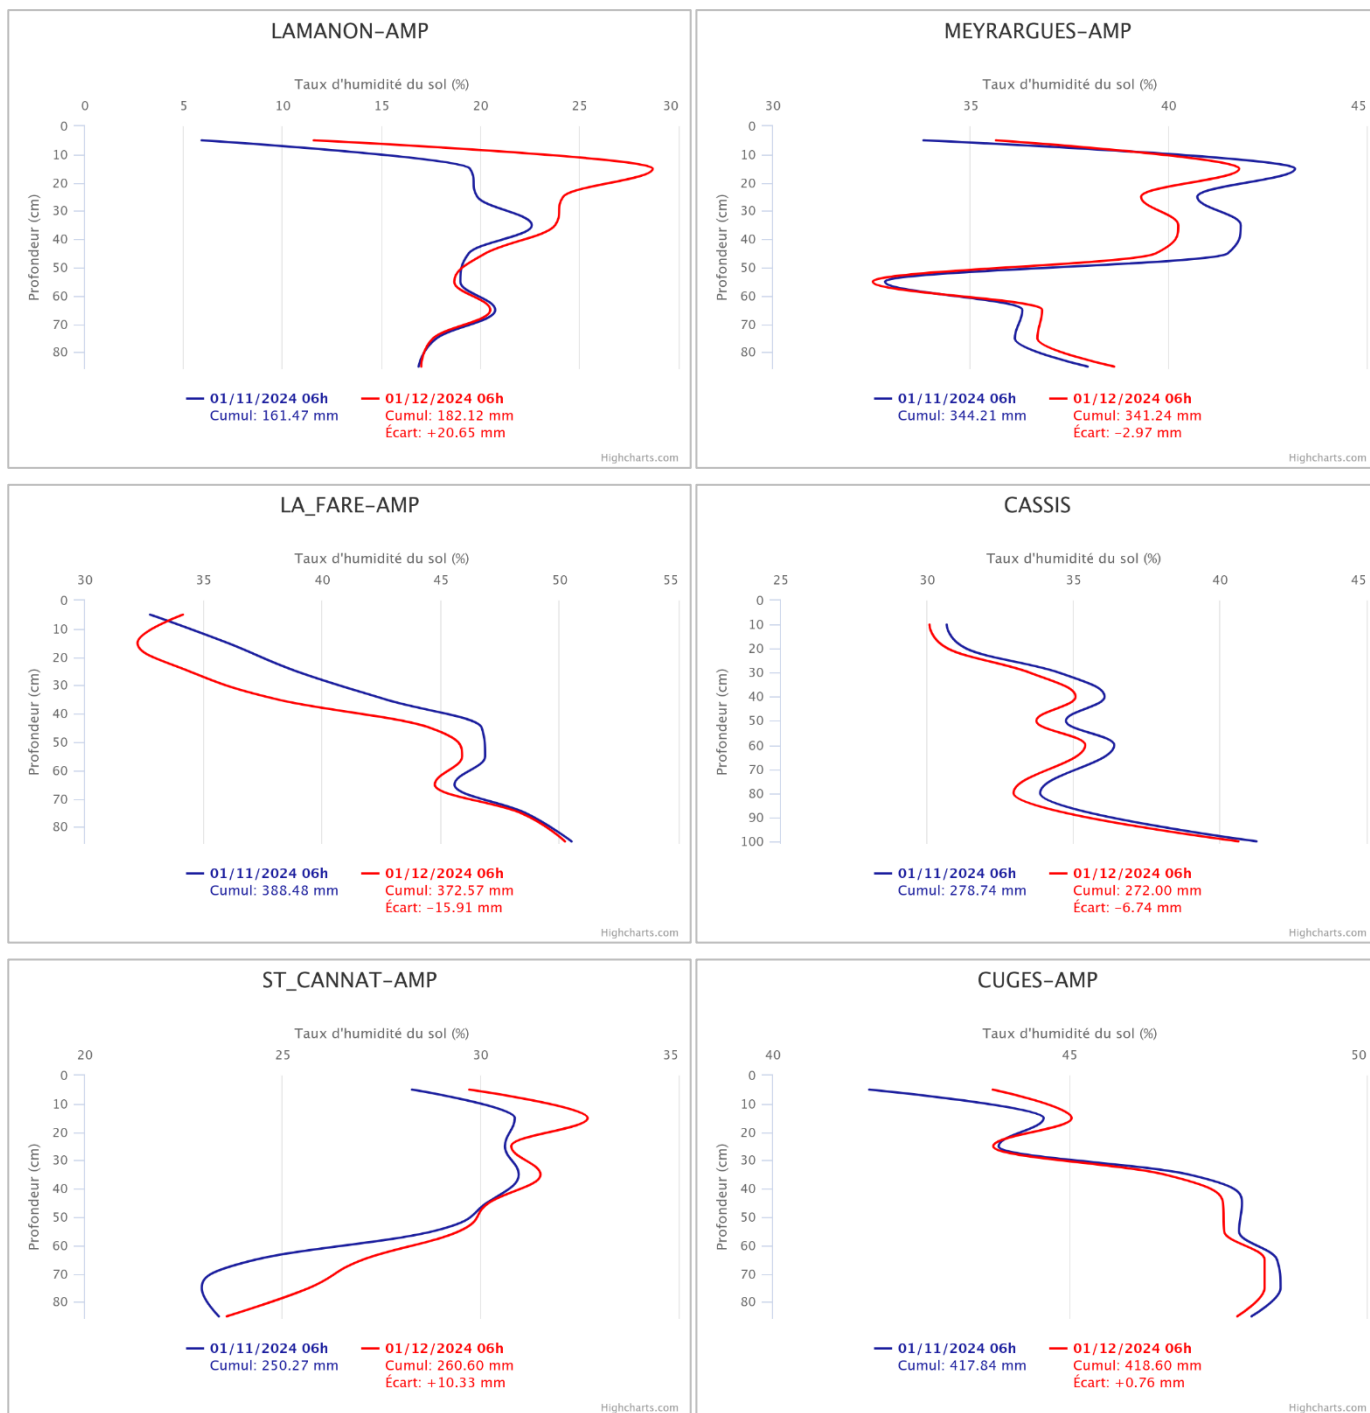 LAMANON-AMP
Taux d'humidité du sol (%)
0 5 10 15 20 25 30
Profondeur (cm)
0
10
20
30
40
50
60
70
80
01/11/2024 06h
Cumul: 161.47 mm
01/12/2024 06h
Cumul: 182.12 mm
Écart: +20.65 mm
Highcharts.com
MEYRARGUES-AMP
Taux d'humidité du sol (%)
30 35 40 45
Profondeur (cm)
0
10
20
30
40
50
60
70
80
01/11/2024 06h
Cumul: 344.21 mm
01/12/2024 06h
Cumul: 341.24 mm
Écart: -2.97 mm
Highcharts.com
LA_FARE-AMP
Taux d'humidité du sol (%)
30 35 40 45 50 55
Profondeur (cm)
0
10
20
30
40
50
60
70
80
01/11/2024 06h
Cumul: 388.48 mm
01/12/2024 06h
Cumul: 372.57 mm
Écart: -15.91 mm
Highcharts.com
CASSIS
Taux d'humidité du sol (%)
25 30 35 40 45
Profondeur (cm)
0
10
20
30
40
50
60
70
80
90
100
01/11/2024 06h
Cumul: 278.74 mm
01/12/2024 06h
Cumul: 272.00 mm
Écart: -6.74 mm
Highcharts.com
ST_CANNAT-AMP
Taux d'humidité du sol (%)
20 25 30 35
Profondeur (cm)
0
10
20
30
40
50
60
70
80
01/11/2024 06h
Cumul: 250.27 mm
01/12/2024 06h
Cumul: 260.60 mm
Écart: +10.33 mm
Highcharts.com
CUGES-AMP
Taux d'humidité du sol (%)
40 45 50
Profondeur (cm)
0
10
20
30
40
50
60
70
80
01/11/2024 06h
Cumul: 417.84 mm
01/12/2024 06h
Cumul: 418.60 mm
Écart: +0.76 mm
Highcharts.com